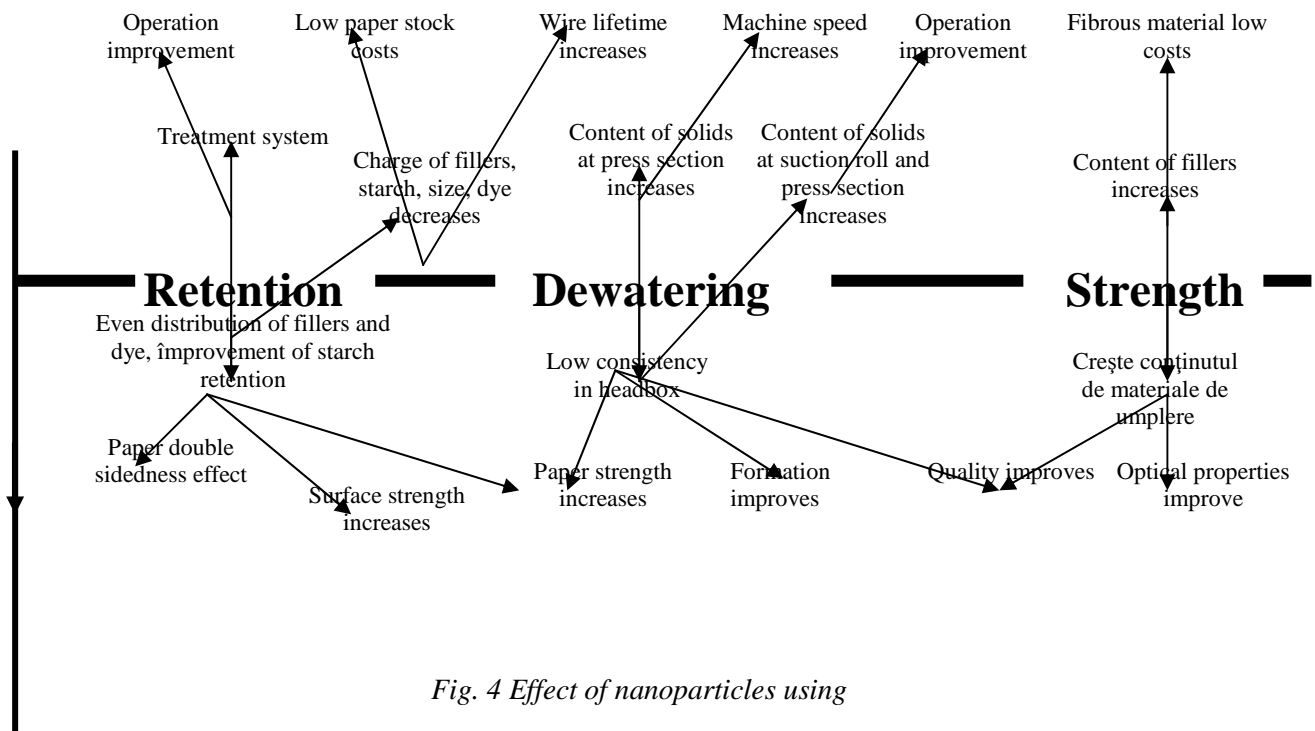 Operation
improvement
Low paper stock
costs
Wire lifetime
increases
Machine speed
increases
Operation
improvement
Fibrous material low
costs
Treatment system
Charge of fillers,
starch, size, dye
decreases
Content of solids
at press section
increases
Content of solids
at suction roll and
press section
increases
Content of fillers
increases
Retention
Dewatering
Strength
Even distribution of fillers and
dye, împrovement of starch
retention
Low consistency
in headbox
Creşte conţinutul
de materiale de
umplere
Paper double
sidedness effect
Surface strength
increases
Paper strength
increases
Formation
improves
Quality improves
Optical properties
improve
Fig. 4 Effect of nanoparticles using